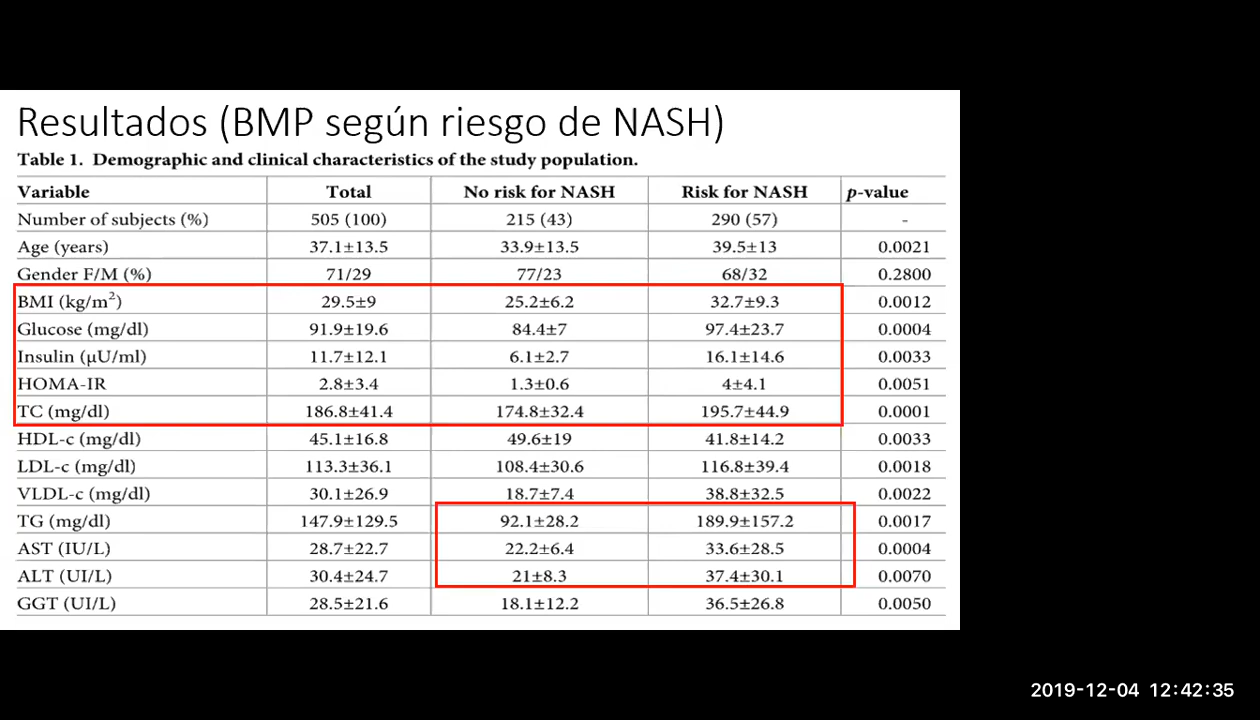 Resultados (BMP según riesgo de NASH)
Table 1. Demographic and clinical characteristics of the study population.
Variable Total No risk for NASH Risk for NASH p-value
Number of subjects (%) 505 (100) 215 (43) 290 (57) -
Age (years) 37.1±13.5 33.9±13.5 39.5±13 0.0021
Gender F/M (%) 71/29 77/23 68/32 0.2800
BMI (kg/m²) 29.5±9 25.2±6.2 32.7±9.3 0.0012
Glucose (mg/dl) 91.9±19.6 84.4±7 97.4±23.7 0.0004
Insulin (μU/ml) 11.7±12.1 6.1±2.7 16.1±14.6 0.0033
HOMA-IR 2.8±3.4 1.3±0.6 4±4.1 0.0051
TC (mg/dl) 186.8±41.4 174.8±32.4 195.7±44.9 0.0001
HDL-c (mg/dl) 45.1±16.8 49.6±19 41.8±14.2 0.0033
LDL-c (mg/dl) 113.3±36.1 108.4±30.6 116.8±39.4 0.0018
VLDL-c (mg/dl) 30.1±26.9 18.7±7.4 38.8±32.5 0.0022
TG (mg/dl) 147.9±129.5 92.1±28.2 189.9±157.2 0.0017
AST (IU/L) 28.7±22.7 22.2±6.4 33.6±28.5 0.0004
ALT (UI/L) 30.4±24.7 21±8.3 37.4±30.1 0.0070
GGT (UI/L) 28.5±21.6 18.1±12.2 36.5±26.8 0.0050
2019-12-04 12:42:35